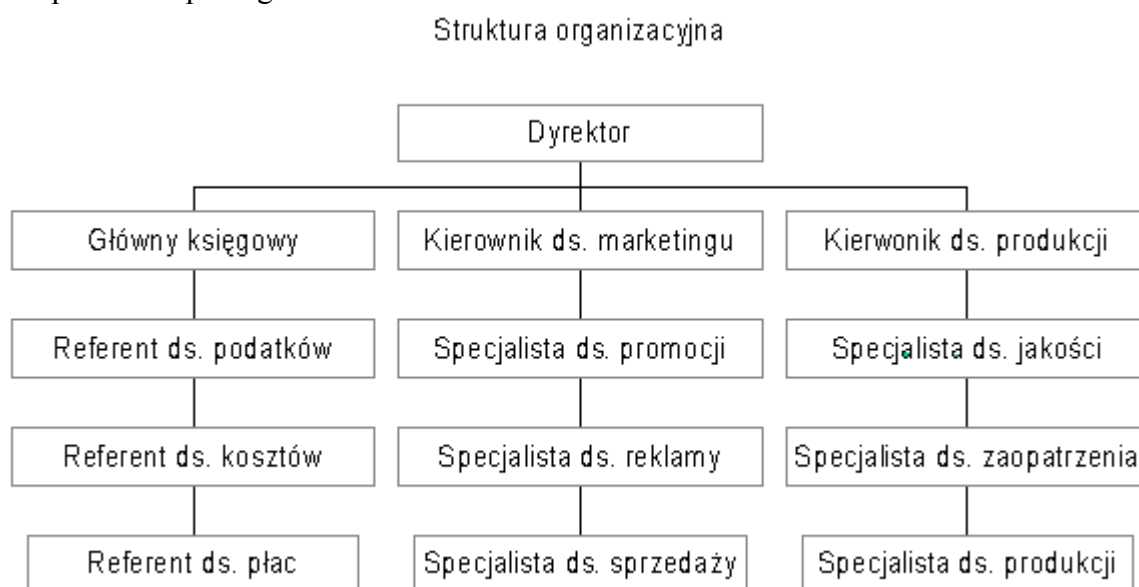 Struktura organizacyjna
Dyrektor
Główny księgowy
Kierownik ds. marketingu
Kierwonik ds. produkcji
Referent ds. podatków
Specjalista ds. promocji
Specjalista ds. jakości
Referent ds. kosztów
Specjalista ds. reklamy
Specjalista ds. zaopatrzenia
Referent ds. płac
Specjalista ds. sprzedaży
Specjalista ds. produkcji